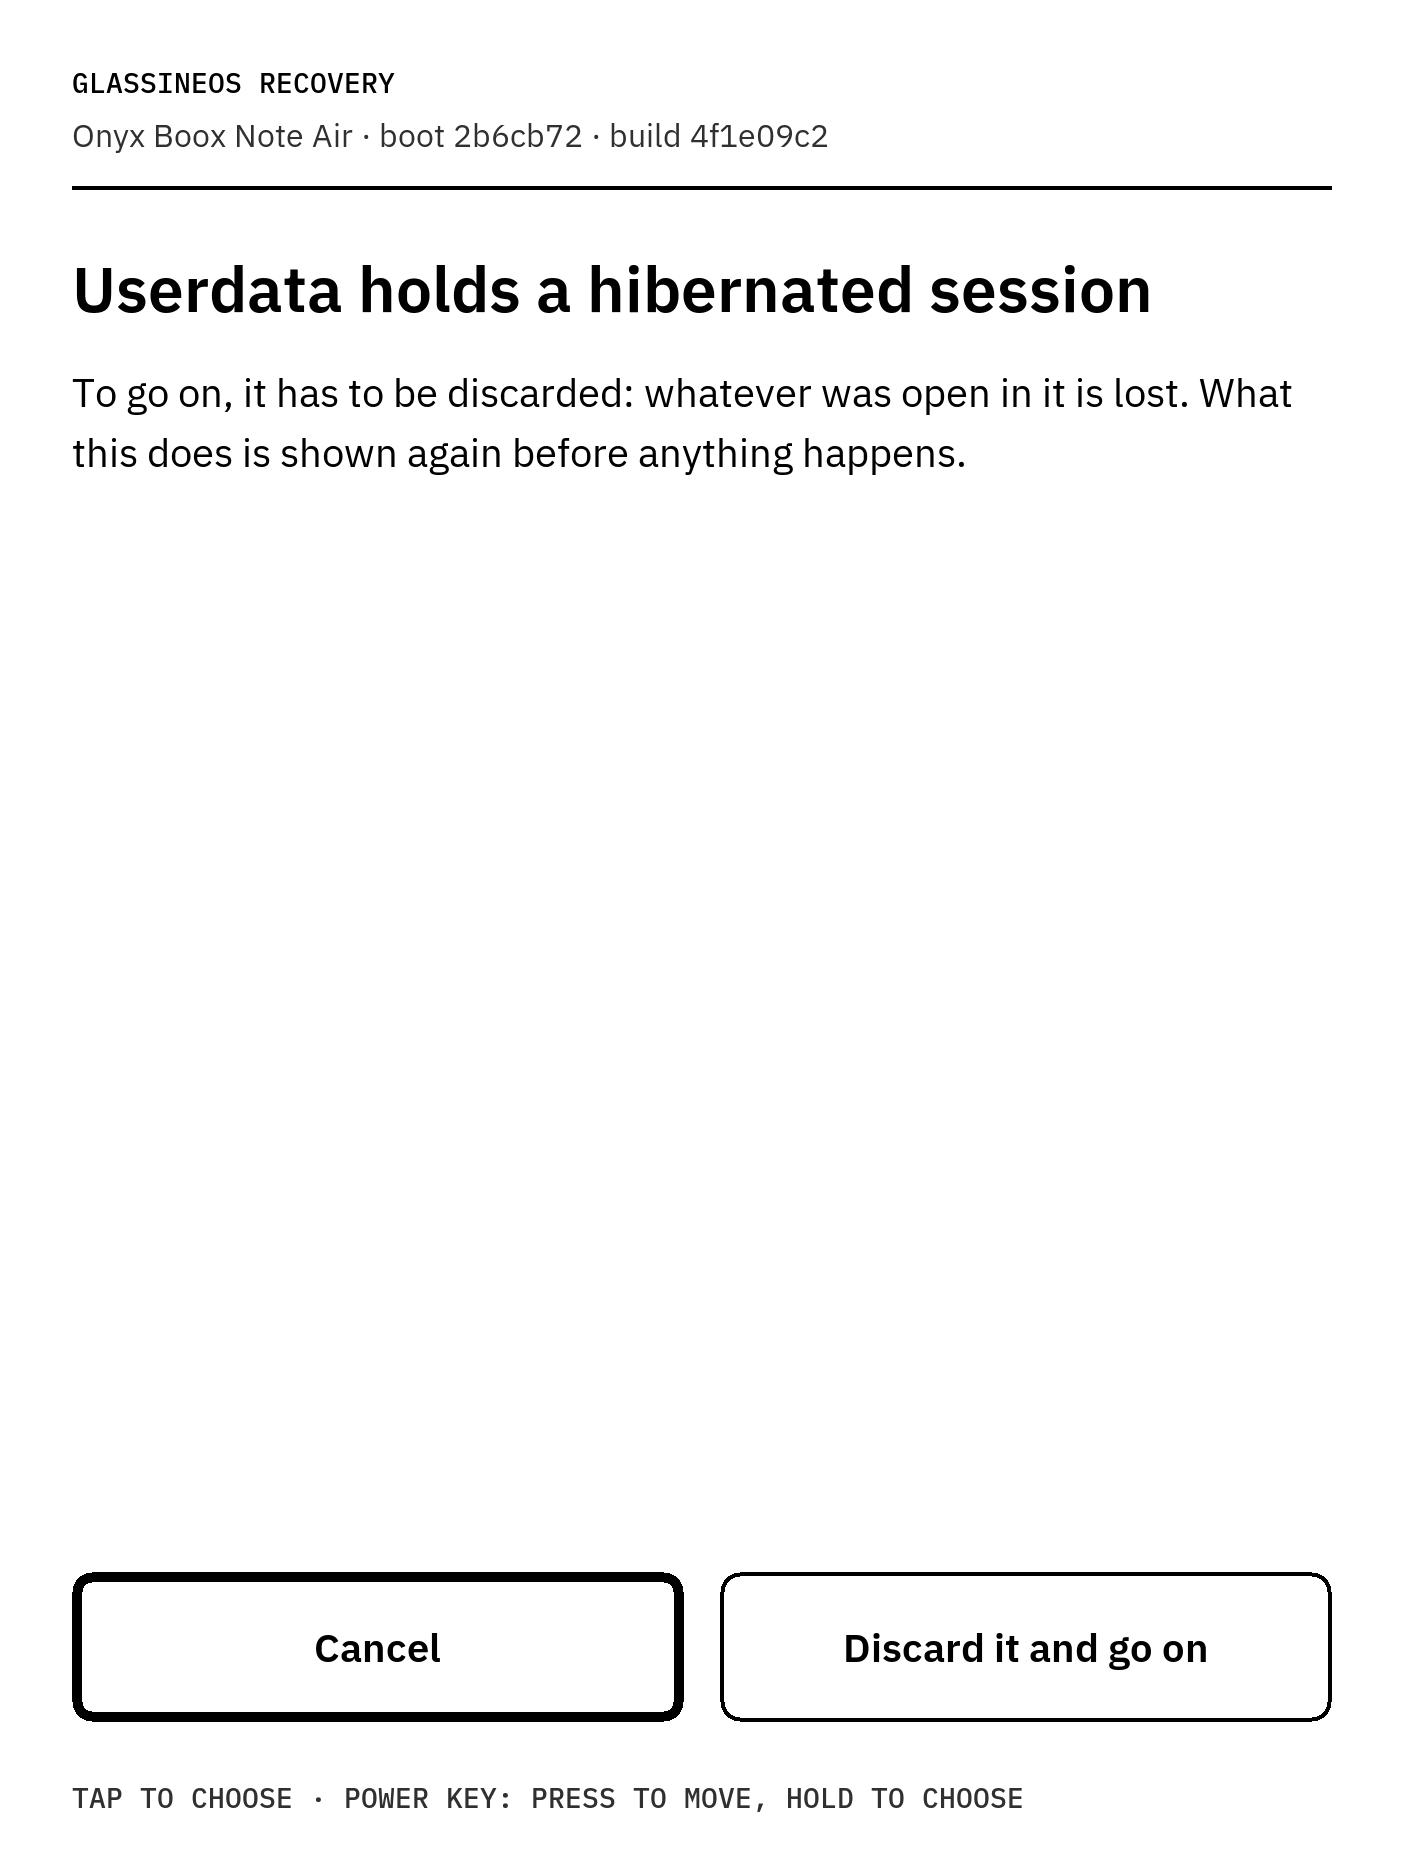 GLASSINEOS RECOVERY
Onyx Boox Note Air · boot 2b6cb72 · build 4f1e09c2
Userdata holds a hibernated session
To go on, it has to be discarded: whatever was open in it is lost. What
this does is shown again before anything happens.
Cancel
Discard it and go on
TAP TO CHOOSE · POWER KEY: PRESS TO MOVE, HOLD TO CHOOSE